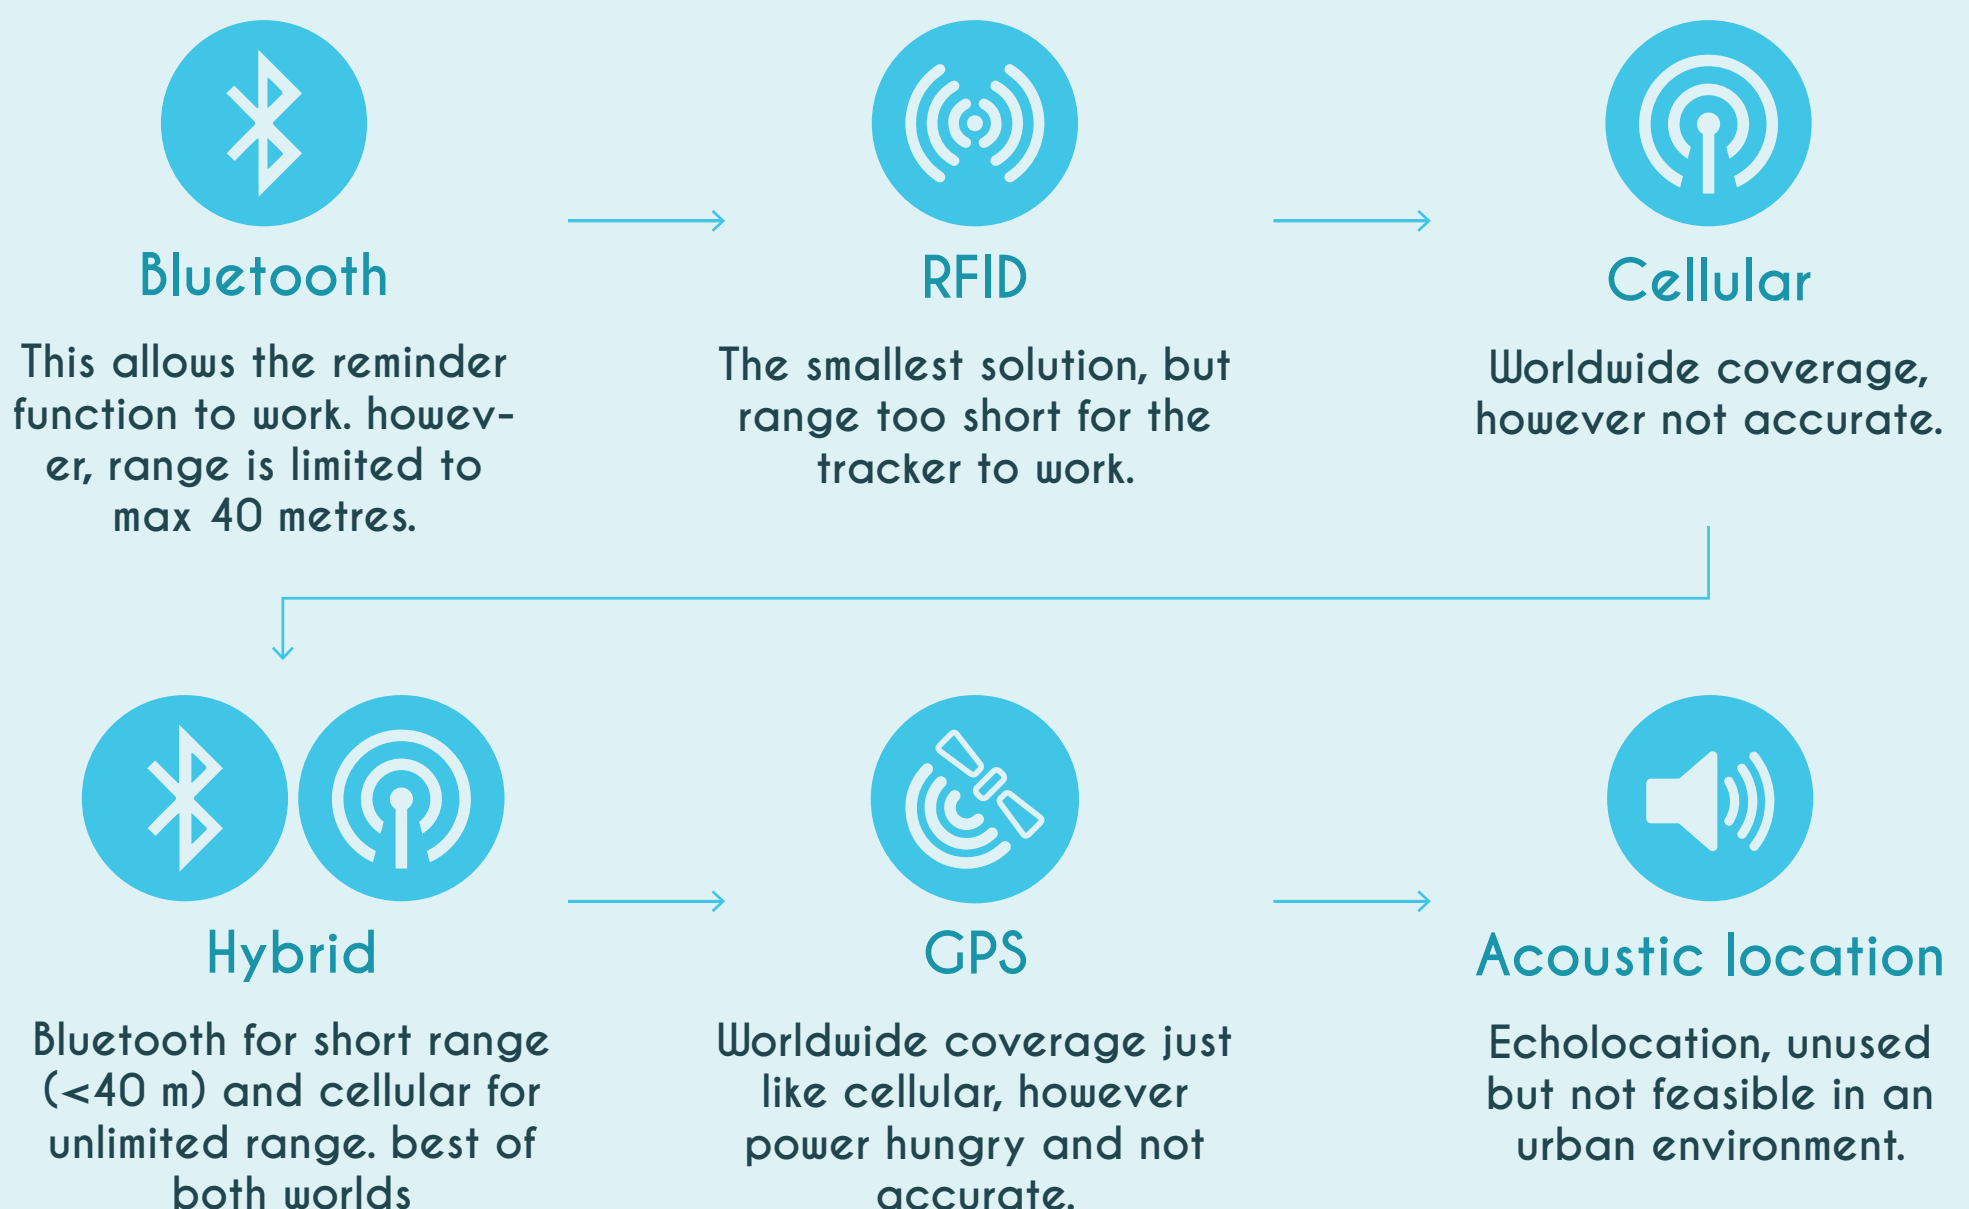 Bluetooth
This allows the reminder
function to work. howev-
er, range is limited to
max 40 metres.
RFID
The smallest solution, but
range too short for the
tracker to work.
Cellular
Worldwide coverage,
however not accurate.
Hybrid
Bluetooth for short range
(<40 m) and cellular for
unlimited range. best of
both worlds
GPS
Worldwide coverage just
like cellular, however
power hungry and not
accurate.
Acoustic location
Echolocation, unused
but not feasible in an
urban environment.